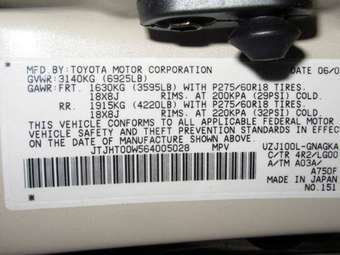 MFD. BY: TOYOTA MOTOR CORPORATION DATE 06/0
GVWR: 3140KG (6925LB)
GAWR: FRT. 1630KG (3595LB) WITH P275/60R18 TIRES.
18X8J RIMS. AT 200KPA (29PSI) COLD.
RR. 1915KG (4220LB) WITH P275/60R18 TIRES.
18X8J RIMS. AT 220KPA (32PSI) COLD.
THIS VEHICLE CONFORMS TO ALL APPLICABLE FEDERAL MOTOR
VEHICLE SAFETY AND THEFT PREVENTION STANDARDS IN EFFEC
ON THE DATE OF MANUFACTURE SHOWN ABOVE.
JTJHT00W564005028 MPV
UZJ100L-GNAGKA
C/TR 4R2/LG00
A/TM A03A/
A750F
MADE IN JAPAN
NO.151